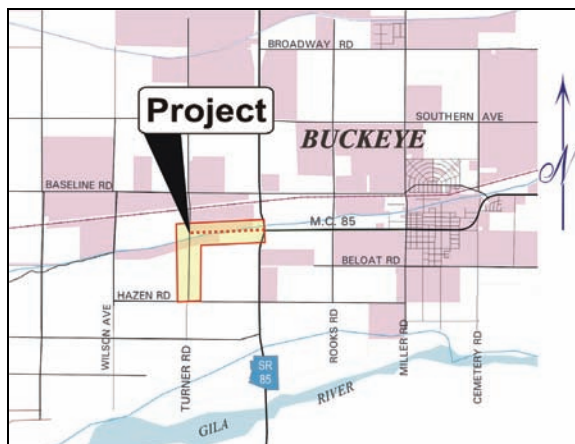 BROADWAY RD
Project
SOUTHERN AVE
BUCKEYE
N
BASELINE RD
M.C. 85
BELOAT RD
HAZEN RD
WILSON AVE
TURNER RD
SR
85
ROOKS RD
MILLER RD
CEMETERY RD
GILA RIVER